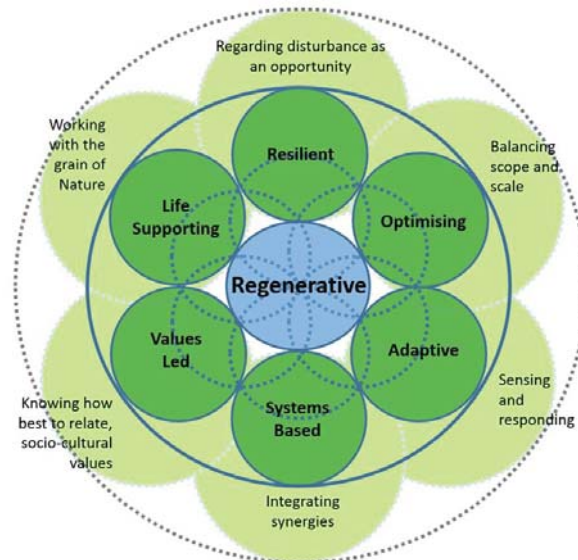 Regarding disturbance as
an opportunity
Working
with the
grain of
Nature
Resilient
Balancing
scope and
scale
Life
Supporting
Optimising
Regenerative
Values
Led
Adaptive
Systems
Based
Knowing how
best to relate,
socio-cultural
values
Sensing
and
responding
Integrating
synergies